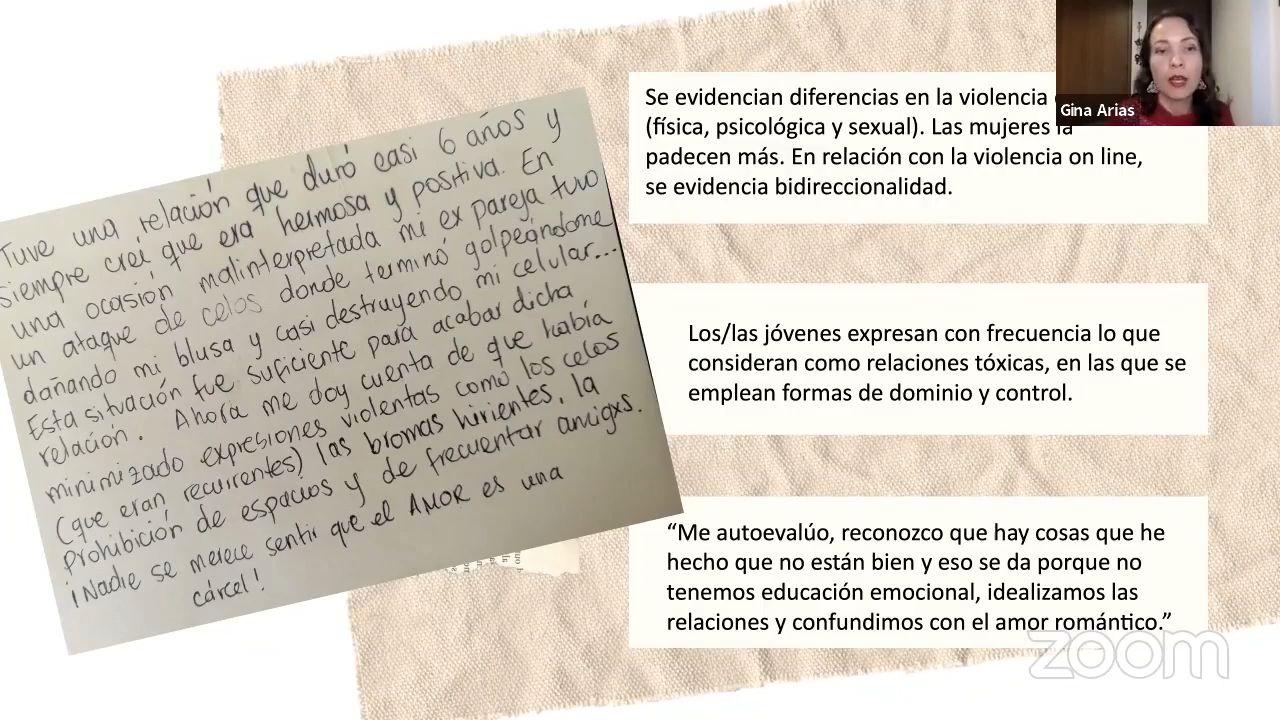 Tuve una relación que duró casi 6 años y
siempre creí que era hermosa y positiva. En
una ocasión malinterpretada mi ex pareja tuvo
un ataque de celos donde terminó golpeándome
dañando mi blusa y casi destruyendo mi celular...
Esta situación fue suficiente para acabar dicha
relación. Ahora me doy cuenta de que había
minimizado expresiones violentas como los celos
(que eran recurrentes) las bromas hirientes, la
prohibición de espacios y de frecuentar amigxs.
¡Nadie se merece sentir que el AMOR es una
cárcel!
Se evidencian diferencias en la violencia
(física, psicológica y sexual). Las mujeres la
padecen más. En relación con la violencia on line,
se evidencia bidireccionalidad.
Los/las jóvenes expresan con frecuencia lo que
consideran como relaciones tóxicas, en las que se
emplean formas de dominio y control.
“Me autoevalúo, reconozco que hay cosas que he
hecho que no están bien y eso se da porque no
tenemos educación emocional, idealizamos las
relaciones y confundimos con el amor romántico.”
Gina Arias
zoom